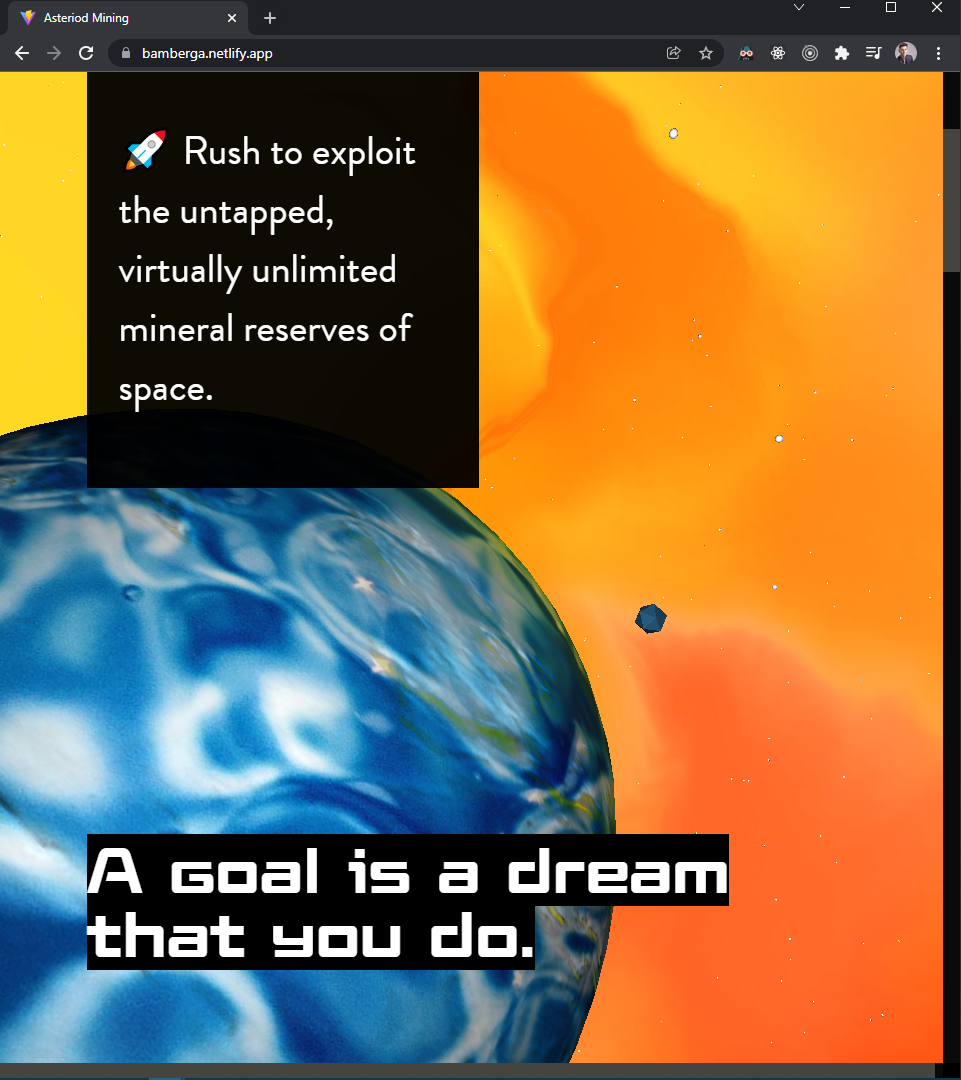 Asteriod Mining
bamberga.netlify.app
🚀 Rush to exploit
the untapped,
virtually unlimited
mineral reserves of
space.
A Goal is a dream
that you do.